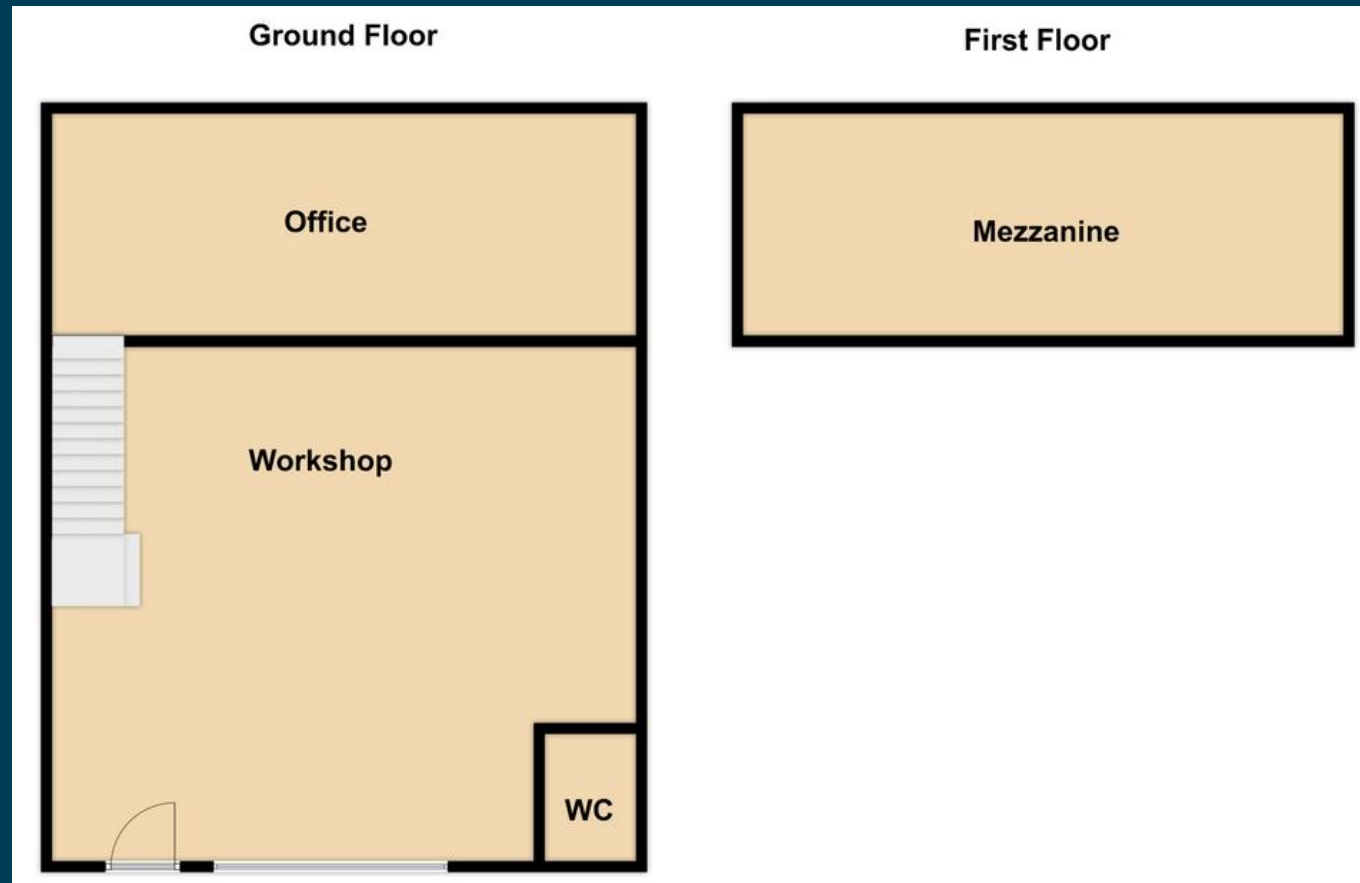 Ground Floor
First Floor
Office
Mezzanine
Workshop
WC